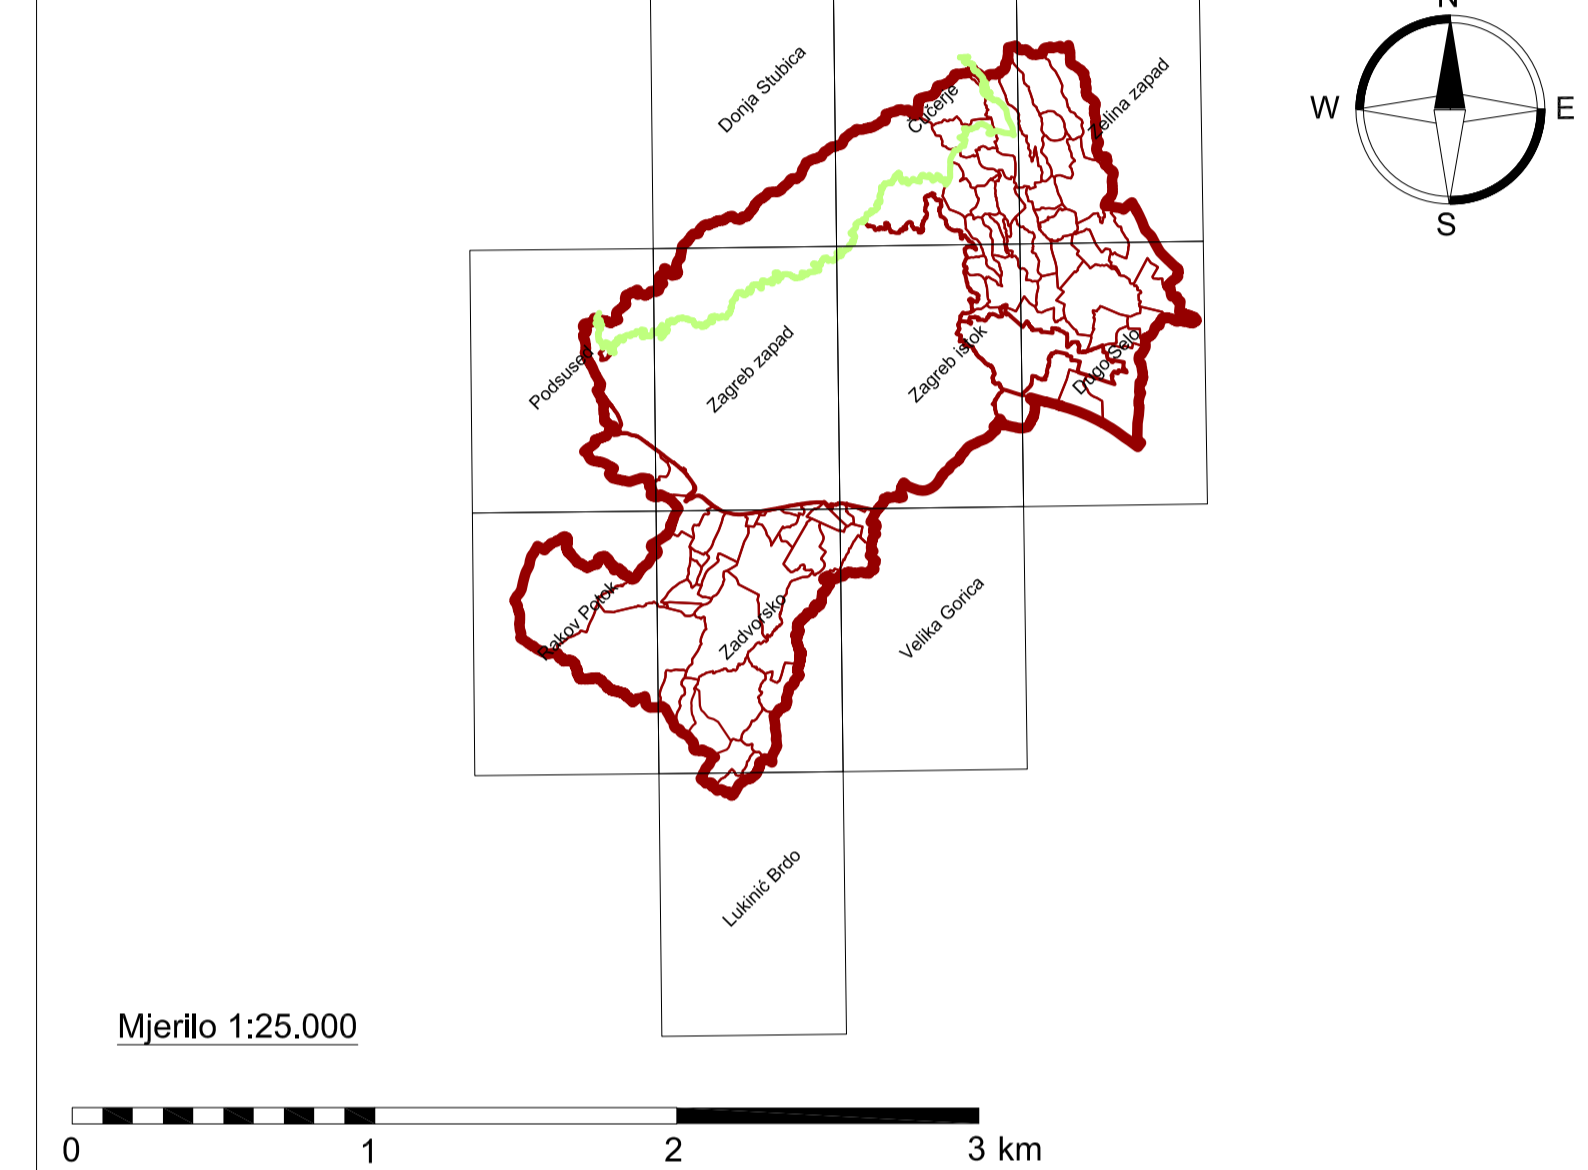 N
W E
S
Donja Stubica
Čučerje
Zelina zapad
Podsused
Zagreb zapad
Zagreb istok
Dugo Selo
Rakov Potok
Zadvorsko
Velika Gorica
Lukinić Brdo
Mjerilo 1:25.000
0 1 2 3 km